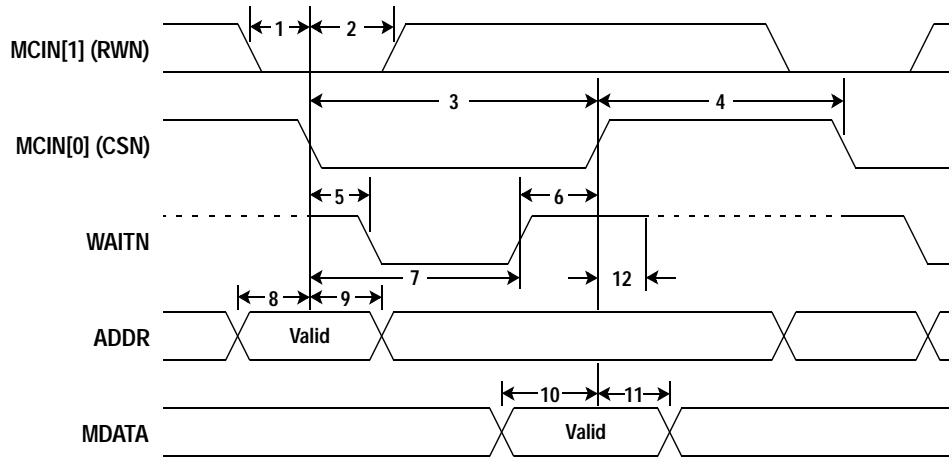 MCIN[1] (RWN)
1
2
3
4
MCIN[0] (CSN)
5
6
WAITN
7
12
8
9
ADDR
Valid
10
11
MDATA
Valid